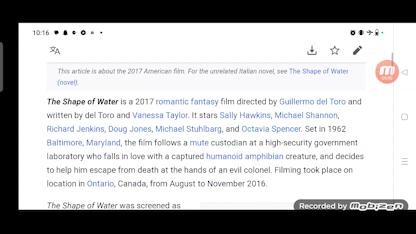 10:16
This article is about the 2017 American film. For the unrelated Italian novel, see The Shape of Water
(novel).
The Shape of Water is a 2017 romantic fantasy film directed by Guillermo del Toro and
written by del Toro and Vanessa Taylor. It stars Sally Hawkins, Michael Shannon,
Richard Jenkins, Doug Jones, Michael Stuhlbarg, and Octavia Spencer. Set in 1962
Baltimore, Maryland, the film follows a mute custodian at a high-security government
laboratory who falls in love with a captured humanoid amphibian creature, and decides
to help him escape from death at the hands of an evil colonel. Filming took place on
location in Ontario, Canada, from August to November 2016.
The Shape of Water was screened as
Recorded by
Mobizen